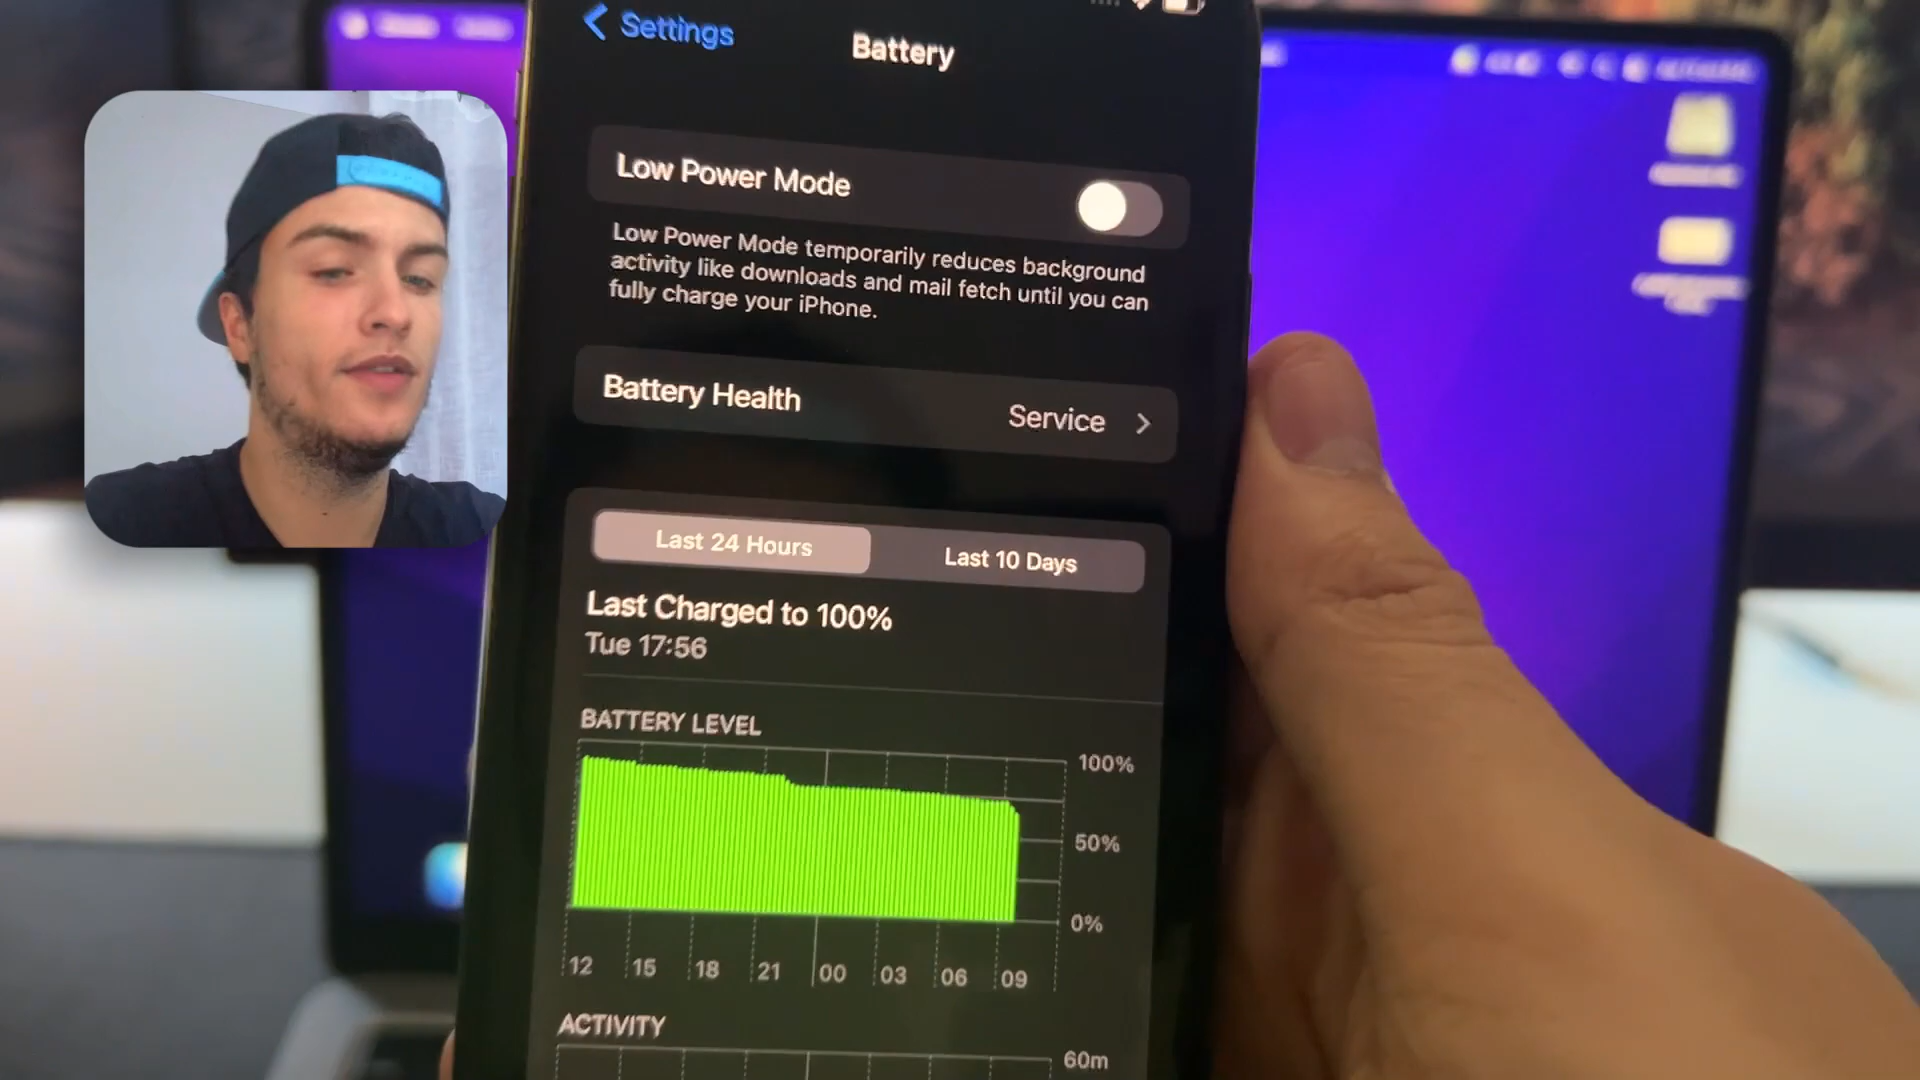 Settings
Battery
Low Power Mode
Low Power Mode temporarily reduces background
activity like downloads and mail fetch until you can
fully charge your iPhone.
Battery Health
Service
Last 24 Hours
Last 10 Days
Last Charged to 100%
Tue 17:56
BATTERY LEVEL
100%
50%
0%
12 15 18 21 00 03 06 09
ACTIVITY
60m